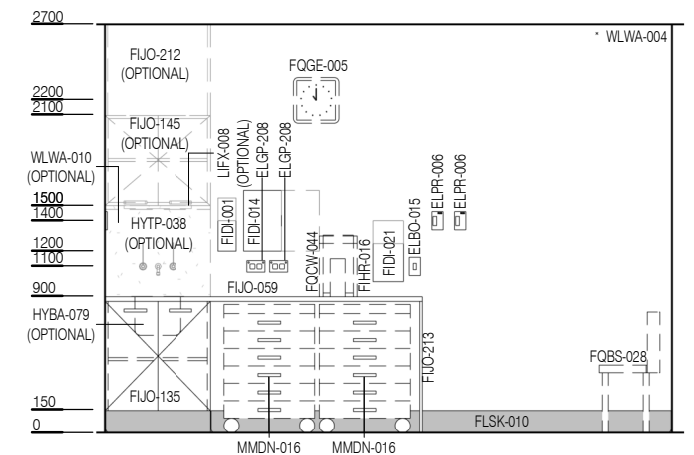 2700
* WLWA-004
FIJO-212
(OPTIONAL)
FQGE-005
2200
2100
FIJO-145
(OPTIONAL)
LIFX-008
(OPTIONAL)
ELGP-208
ELGP-208
WLWA-010
(OPTIONAL)
ELPR-006
ELPR-006
1500
1400
FIDI-001
FIDI-014
HYTP-038
(OPTIONAL)
ELBO-015
1200
1100
FQCW-044
FIHR-016
FIDI-021
900
FIJO-059
HYBA-079
(OPTIONAL)
FIJO-213
FQBS-028
FIJO-135
150
0
FLSK-010
MMDN-016
MMDN-016